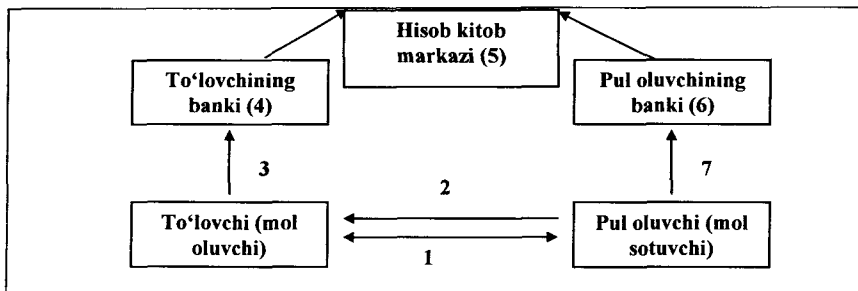 Hisob kitob
markazi (5)
To‘lovchining
banki (4)
Pul oluvchining
banki (6)
3
2
7
To‘lovchi (mol
oluvchi)
Pul oluvchi (mol
sotuvchi)
1